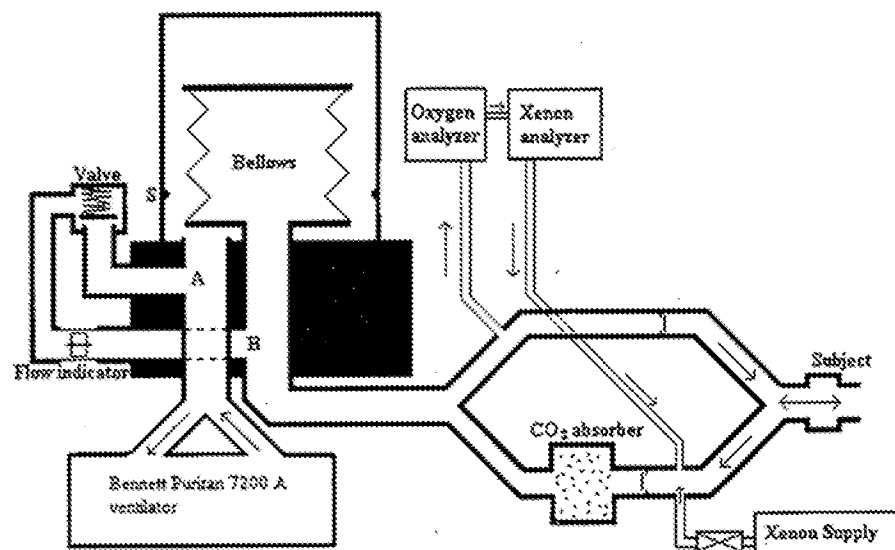 Oxygen
analyzer
Xenon
analyzer
Bellows
Valve
S
A
B
Flow indicator
Subject
CO₂ absorber
Bennett Puritan 7200 A
ventilator
Xenon Supply